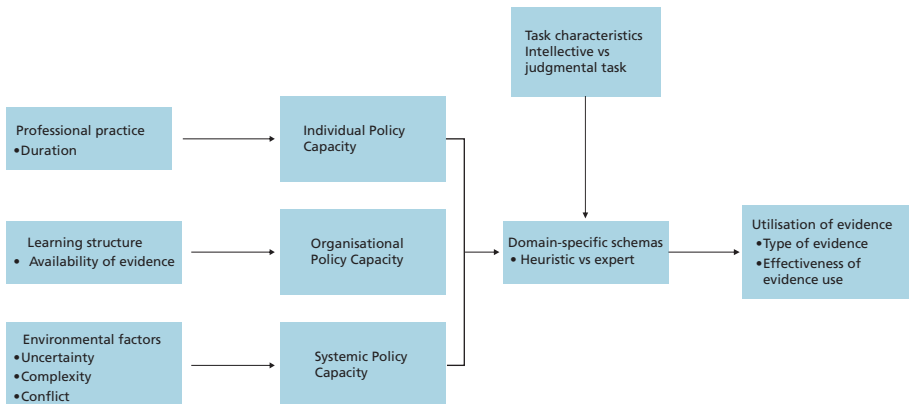 Task characteristics
Intellective vs
judgmental task
Professional practice
•Duration
Individual Policy
Capacity
Learning structure
• Availability of evidence
Organisational
Policy Capacity
Domain-specific schemas
• Heuristic vs expert
Utilisation of evidence
•Type of evidence
•Effectiveness of
evidence use
Environmental factors
•Uncertainty
•Complexity
•Conflict
Systemic Policy
Capacity